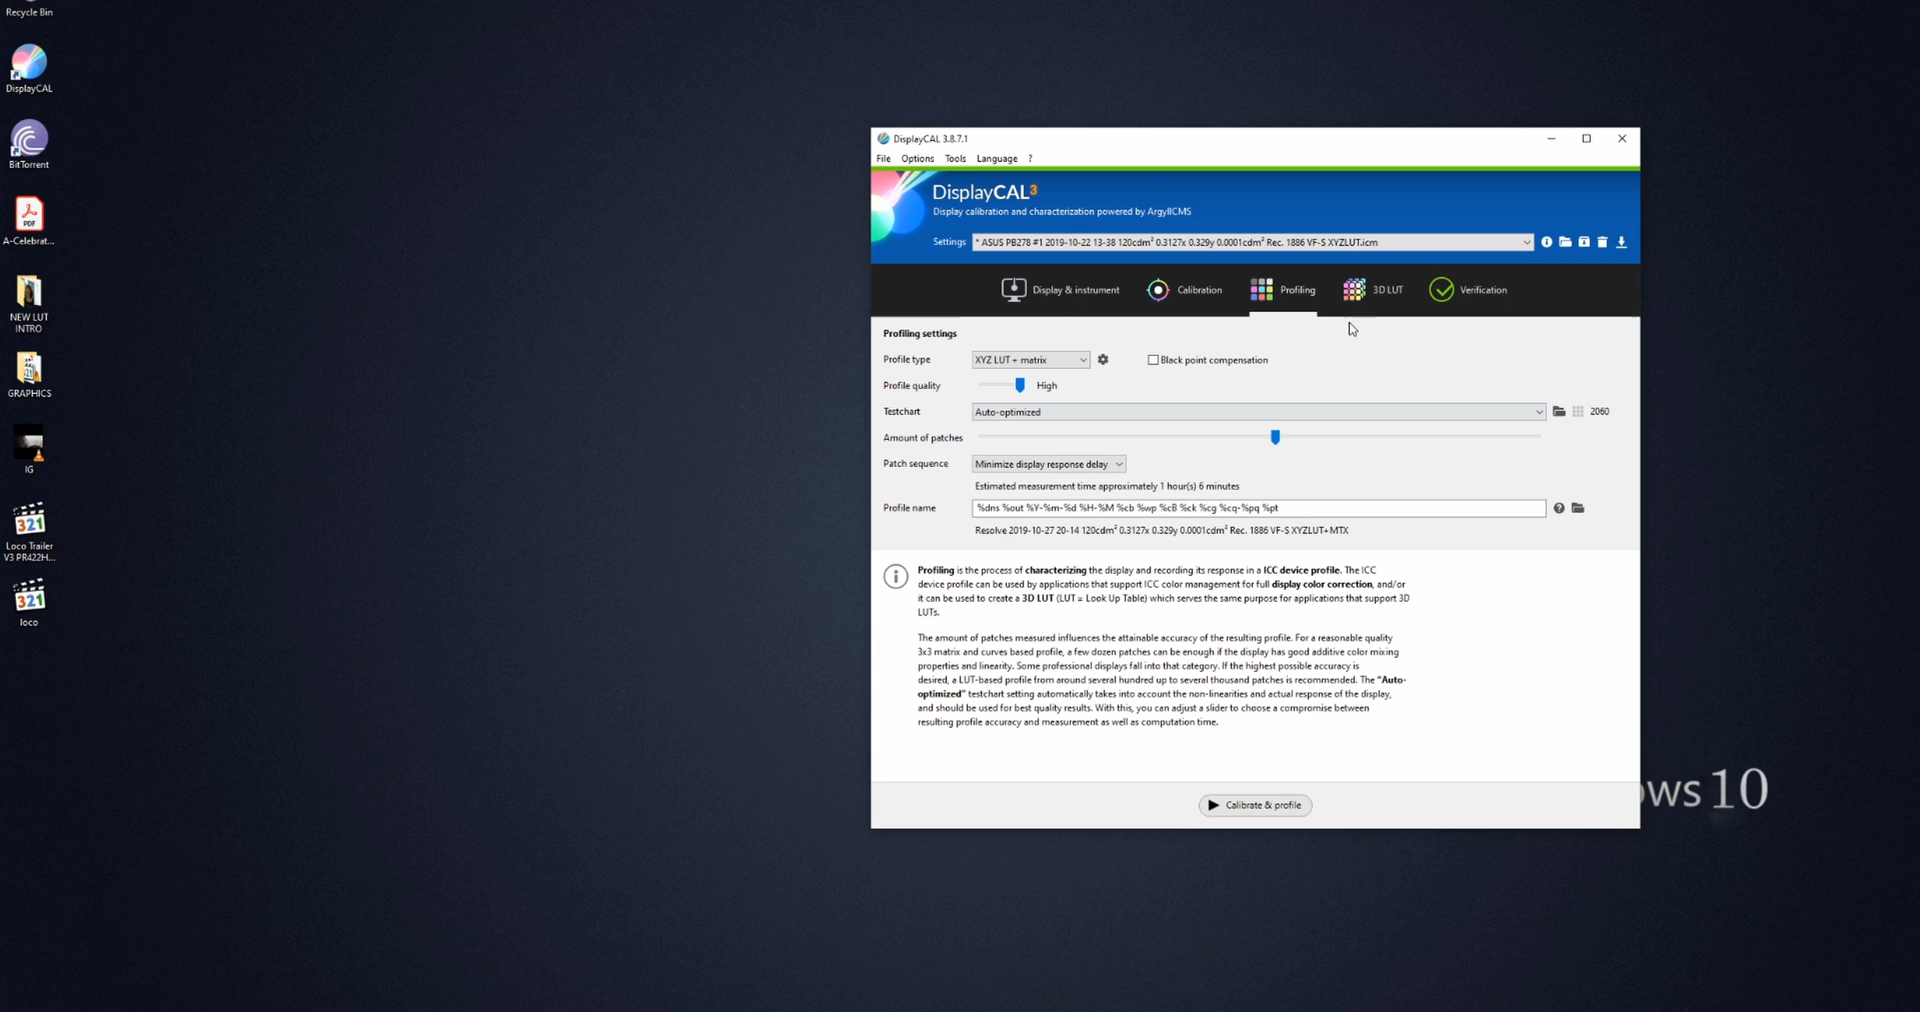 Recycle Bin
DisplayCAL
BitTorrent
PDF
A-Celebrat...
NEW LUT
INTRO
GRAPHICS
IG
321
Loco Trailer
V3 PR422H...
321
loco
DisplayCAL 3.8.7.1
File Options Tools Language ?
DisplayCAL3
Display calibration and characterization powered by ArgyllCMS
Settings * ASUS PB278 #1 2019-10-22 13-38 120cdm² 0.3127x 0.329y 0.0001cdm² Rec. 1886 VF-S XYZLUT.icm
Display & instrument Calibration Profiling 3D LUT Verification
Profiling settings
Profile type XYZ LUT + matrix Black point compensation
Profile quality High
Testchart Auto-optimized 2060
Amount of patches
Patch sequence Minimize display response delay
Estimated measurement time approximately 1 hour(s) 6 minutes
Profile name %dns %out %Y-%m-%d %H-%M %cb %wp %cB %ck %cg %cq-%pq %pt
Resolve 2019-10-27 20-14 120cdm² 0.3127x 0.329y 0.0001cdm² Rec. 1886 VF-S XYZLUT+MTX
Profiling is the process of characterizing the display and recording its response in a ICC device profile. The ICC
device profile can be used by applications that support ICC color management for full display color correction, and/or
it can be used to create a 3D LUT (LUT = Look Up Table) which serves the same purpose for applications that support 3D
LUTs.
The amount of patches measured influences the attainable accuracy of the resulting profile. For a reasonable quality
3x3 matrix and curves based profile, a few dozen patches can be enough if the display has good additive color mixing
properties and linearity. Some professional displays fall into that category. If the highest possible accuracy is
desired, a LUT-based profile from around several hundred up to several thousand patches is recommended. The “Auto-
optimized” testchart setting automatically takes into account the non-linearities and actual response of the display,
and should be used for best quality results. With this, you can adjust a slider to choose a compromise between
resulting profile accuracy and measurement as well as computation time.
Calibrate & profile
ows 10